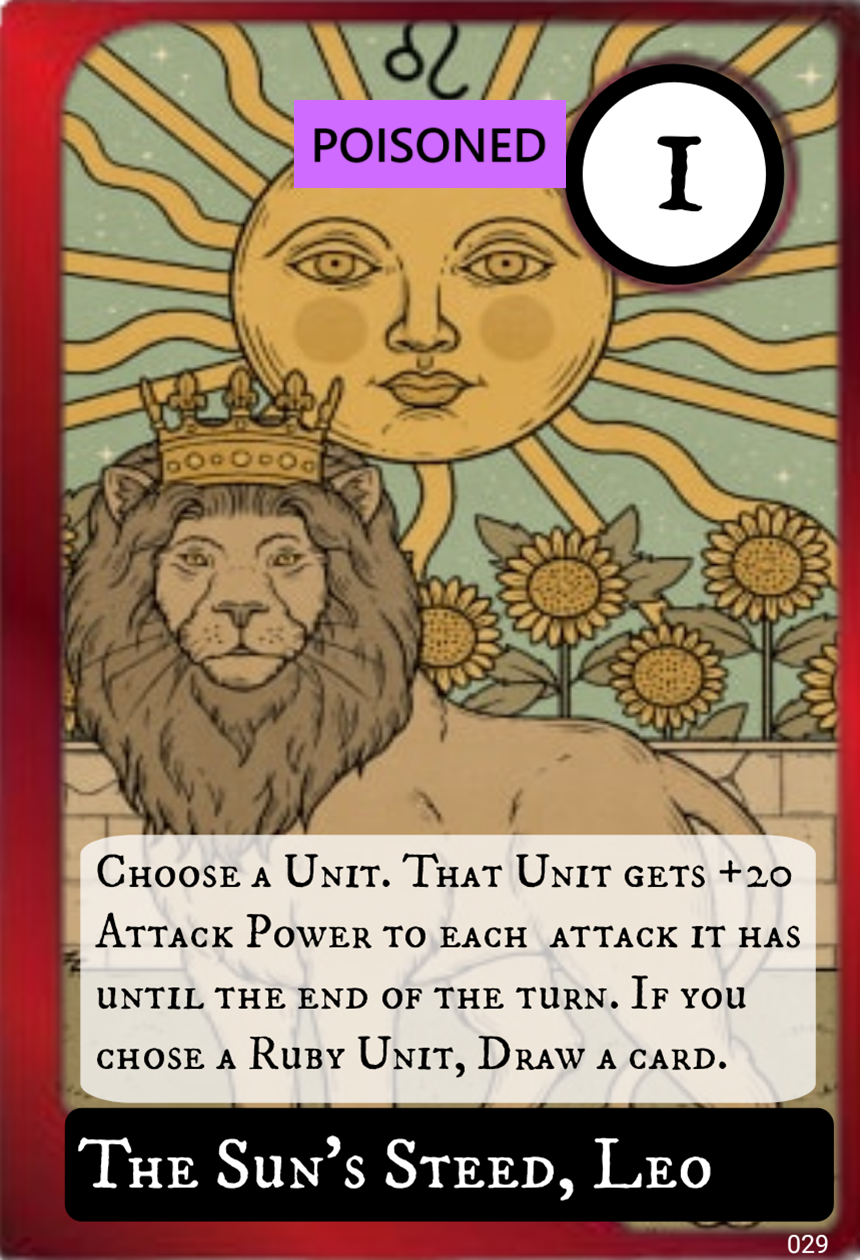 ♌
POISONED
1
Choose a Unit. That Unit gets +20
Attack Power to each attack it has
until the end of the turn. If you
chose a Ruby Unit, Draw a card.
The Sun's Steed, Leo
029